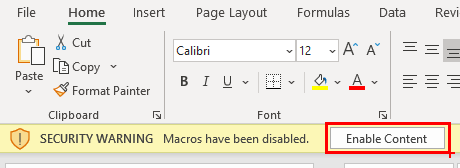 File Home Insert Page Layout Formulas Data
Cut
Calibri 12 A A
Copy
Paste Format Painter
B I U A
Clipboard Font
SECURITY WARNING Macros have been disabled. Enable Content